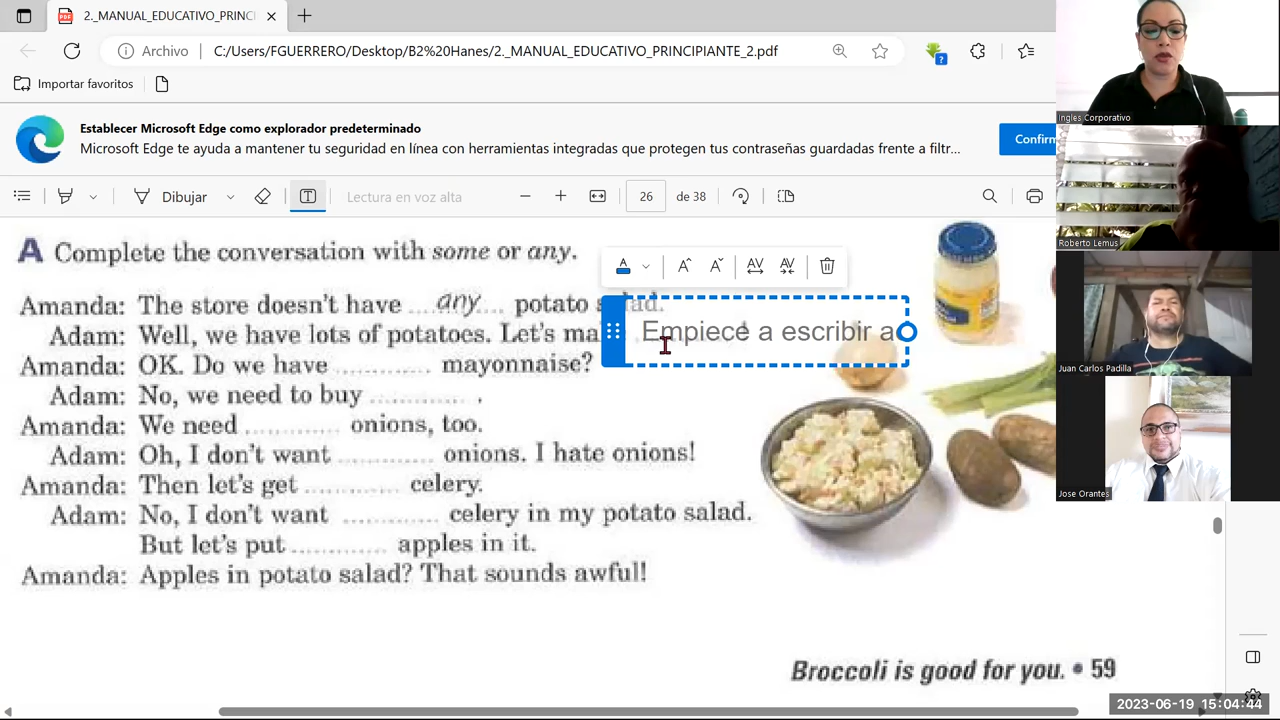 2._MANUAL_EDUCATIVO_PRINCI
Archivo
C:/Users/FGUERRERO/Desktop/B2%20Hanes/2._MANUAL_EDUCATIVO_PRINCIPIANTE_2.pdf
Importar favoritos
Establecer Microsoft Edge como explorador predeterminado
Microsoft Edge te ayuda a mantener tu seguridad en línea con herramientas integradas que protegen tus contraseñas guardadas frente a filtr...
Confirm
Dibujar
Lectura en voz alta
26
de 38
A Complete the conversation with some or any.
Amanda: The store doesn't have any potato salad.
Adam: Well, we have lots of potatoes. Let's ma
Empiece a escribir a
Amanda: OK. Do we have ............ mayonnaise?
Adam: No, we need to buy ............ .
Amanda: We need ............ onions, too.
Adam: Oh, I don't want ............ onions. I hate onions!
Amanda: Then let's get ............ celery.
Adam: No, I don't want ............ celery in my potato salad.
But let's put ............ apples in it.
Amanda: Apples in potato salad? That sounds awful!
Broccoli is good for you. • 59
Ingles Corporativo
Roberto Lemus
Juan Carlos Padilla
Jose Orantes
2023-06-19 15:04:44